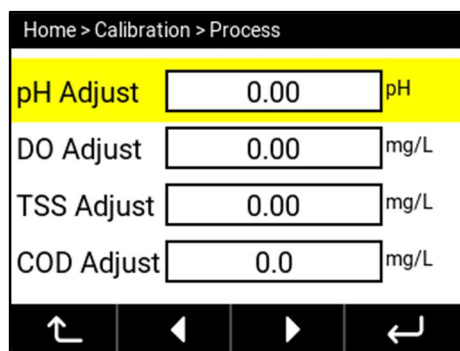 Home > Calibration > Process
pH Adjust 0.00 pH
DO Adjust 0.00 mg/L
TSS Adjust 0.00 mg/L
COD Adjust 0.0 mg/L